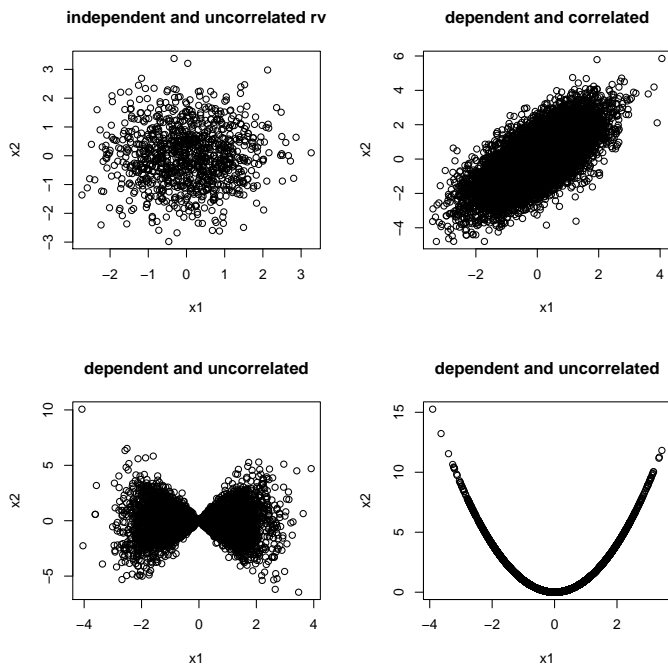 independent and uncorrelated rv
3
2
1
0
−1
−2
−3
x2
−2 −1 0 1 2 3
x1
dependent and correlated
6
4
2
0
−2
−4
x2
−2 0 2 4
x1
dependent and uncorrelated
10
5
0
−5
x2
−4 −2 0 2 4
x1
dependent and uncorrelated
15
10
5
0
x2
−4 −2 0 2
x1